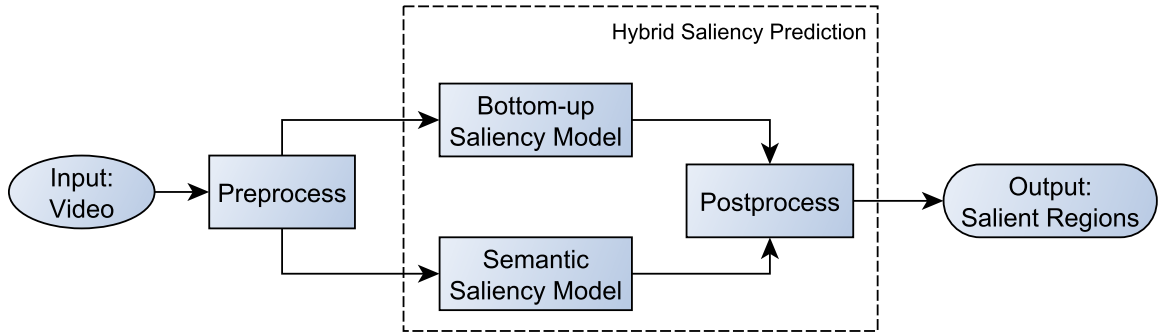 Hybrid Saliency Prediction
Input:
Video
Preprocess
Bottom-up
Saliency Model
Semantic
Saliency Model
Postprocess
Output:
Salient Regions